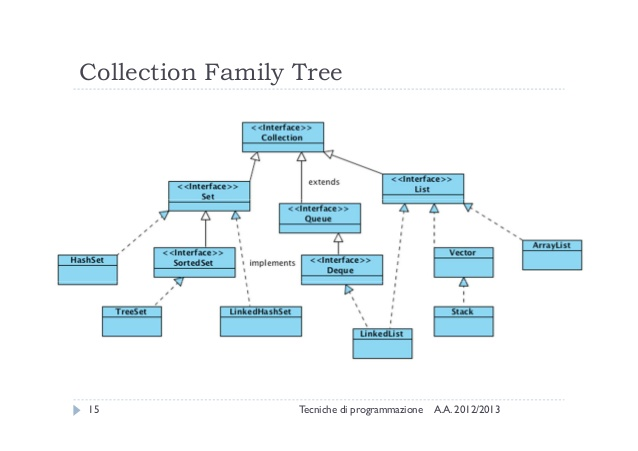 Collection Family Tree
<<Interface>>
Collection
<<Interface>>
Set
extends
<<Interface>>
List
<<Interface>>
Queue
HashSet
<<Interface>>
SortedSet
implements
<<Interface>>
Deque
Vector
ArrayList
TreeSet
LinkedHashSet
LinkedList
Stack
15
Tecniche di programmazione A.A. 2012/2013